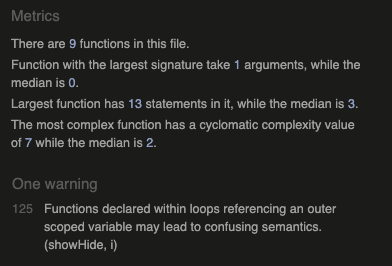 Metrics
There are 9 functions in this file.
Function with the largest signature take 1 arguments, while the
median is 0.
Largest function has 13 statements in it, while the median is 3.
The most complex function has a cyclomatic complexity value
of 7 while the median is 2.
One warning
125 Functions declared within loops referencing an outer
scoped variable may lead to confusing semantics.
(showHide, i)